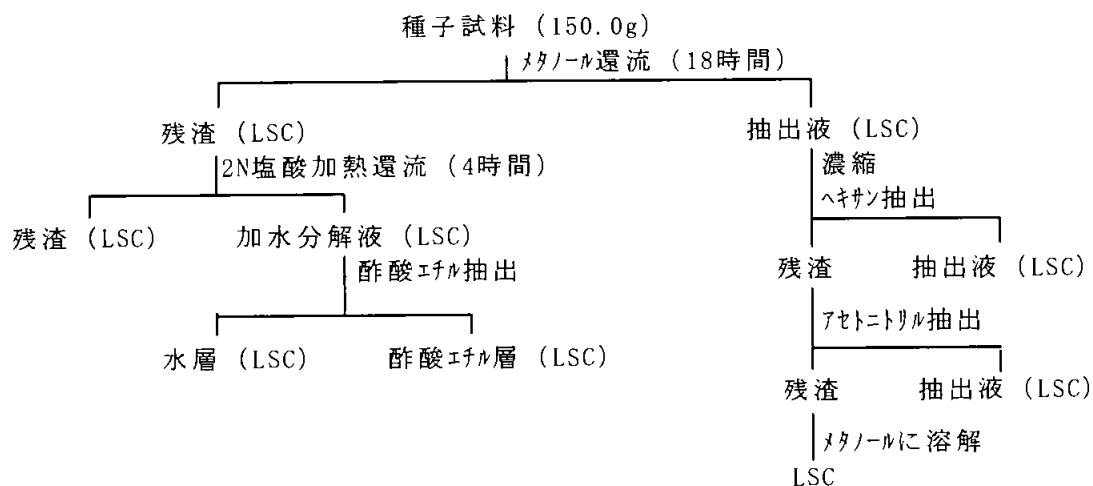 種子試料 (150.0g)
ﾒﾀﾉｰﾙ還流 (18時間)
残渣 (LSC)
抽出液 (LSC)
2N塩酸加熱還流 (4時間)
濃縮
ﾍｷｻﾝ抽出
残渣 (LSC)
加水分解液 (LSC)
酢酸ｴﾁﾙ抽出
残渣
抽出液 (LSC)
ｱｾﾄﾆﾄﾘﾙ抽出
水層 (LSC)
酢酸ｴﾁﾙ層 (LSC)
残渣
抽出液 (LSC)
ﾒﾀﾉｰﾙに溶解
LSC